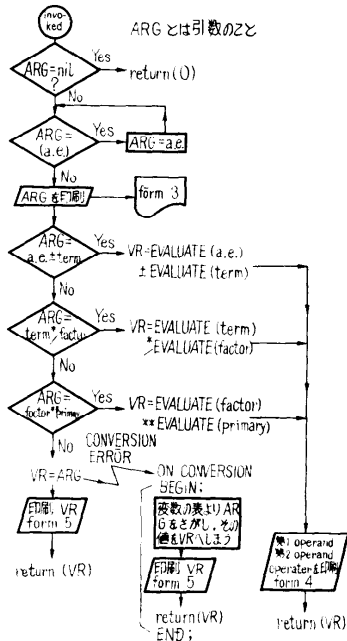 invo-
ked
ARG とは引数のこと
ARG=nil
?
Yes
return(0)
No
ARG=
(a.e.)
Yes
ARG=a.e.
No
ARGを印刷
form 3
ARG=
a.e.±term
Yes
VR=EVALUATE(a.e.)
±EVALUATE(term)
No
ARG=
term*/factor
Yes
VR=EVALUATE(term)
*/EVALUATE(factor)
No
ARG=
factor**primary
Yes
VR=EVALUATE(factor)
**EVALUATE(primary)
No
CONVERSION
ERROR
VR=ARG
ON CONVERSION
BEGIN;
印刷 VR
form 5
return(VR)
変数の表よりAR
Gをさがし,その
値をVRへしまう
印刷 VR
form 5
return(VR)
END;
第1 operand
第2 operand
operaterを印刷
form 4
return(VR)